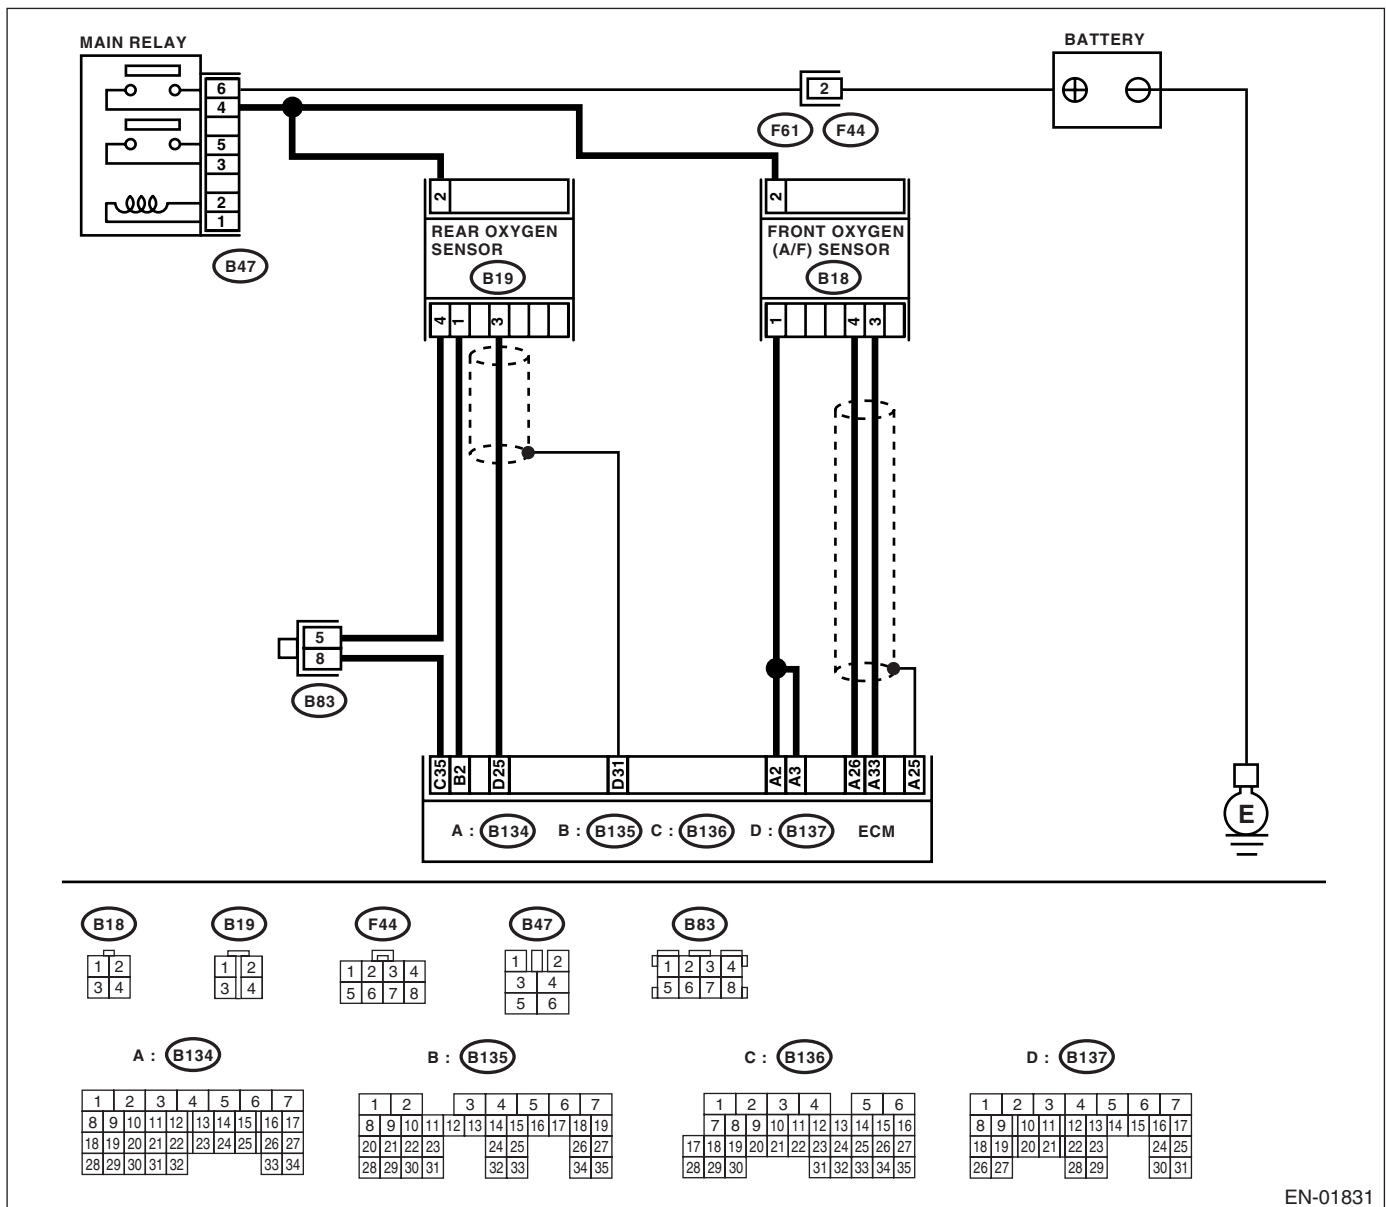 MAIN RELAY
BATTERY
6
4
5
3
2
1
B47
2
F61 F44
2
REAR OXYGEN
SENSOR
B19
4 1 3
2
FRONT OXYGEN
(A/F) SENSOR
B18
1 4 3
5
8
B83
C35 B2 D25 D31 A2 A3 A26 A33 A25
A : B134 B : B135 C : B136 D : B137 ECM
E
B18 B19 F44 B47 B83
1 2
3 4
1 2
3 4
1 2 3 4
5 6 7 8
1 2
3 4
5 6
1 2 3 4
5 6 7 8
A : B134
1 2 3 4 5 6 7
8 9 10 11 12 13 14 15 16 17
18 19 20 21 22 23 24 25 26 27
28 29 30 31 32 33 34
B : B135
1 2 3 4 5 6 7
8 9 10 11 12 13 14 15 16 17 18 19
20 21 22 23 24 25 26 27
28 29 30 31 32 33 34 35
C : B136
1 2 3 4 5 6
7 8 9 10 11 12 13 14 15 16
17 18 19 20 21 22 23 24 25 26 27
28 29 30 31 32 33 34 35
D : B137
1 2 3 4 5 6 7
8 9 10 11 12 13 14 15 16 17
18 19 20 21 22 23 24 25
26 27 28 29 30 31
EN-01831